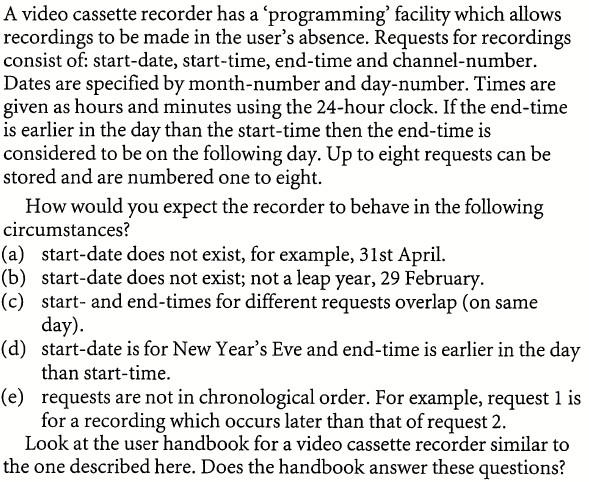 A video cassette recorder has a ‘programming’ facility which allows
recordings to be made in the user’s absence. Requests for recordings
consist of: start-date, start-time, end-time and channel-number.
Dates are specified by month-number and day-number. Times are
given as hours and minutes using the 24-hour clock. If the end-time
is earlier in the day than the start-time then the end-time is
considered to be on the following day. Up to eight requests can be
stored and are numbered one to eight.
How would you expect the recorder to behave in the following
circumstances?
(a) start-date does not exist, for example, 31st April.
(b) start-date does not exist; not a leap year, 29 February.
(c) start- and end-times for different requests overlap (on same
day).
(d) start-date is for New Year’s Eve and end-time is earlier in the day
than start-time.
(e) requests are not in chronological order. For example, request 1 is
for a recording which occurs later than that of request 2.
Look at the user handbook for a video cassette recorder similar to
the one described here. Does the handbook answer these questions?